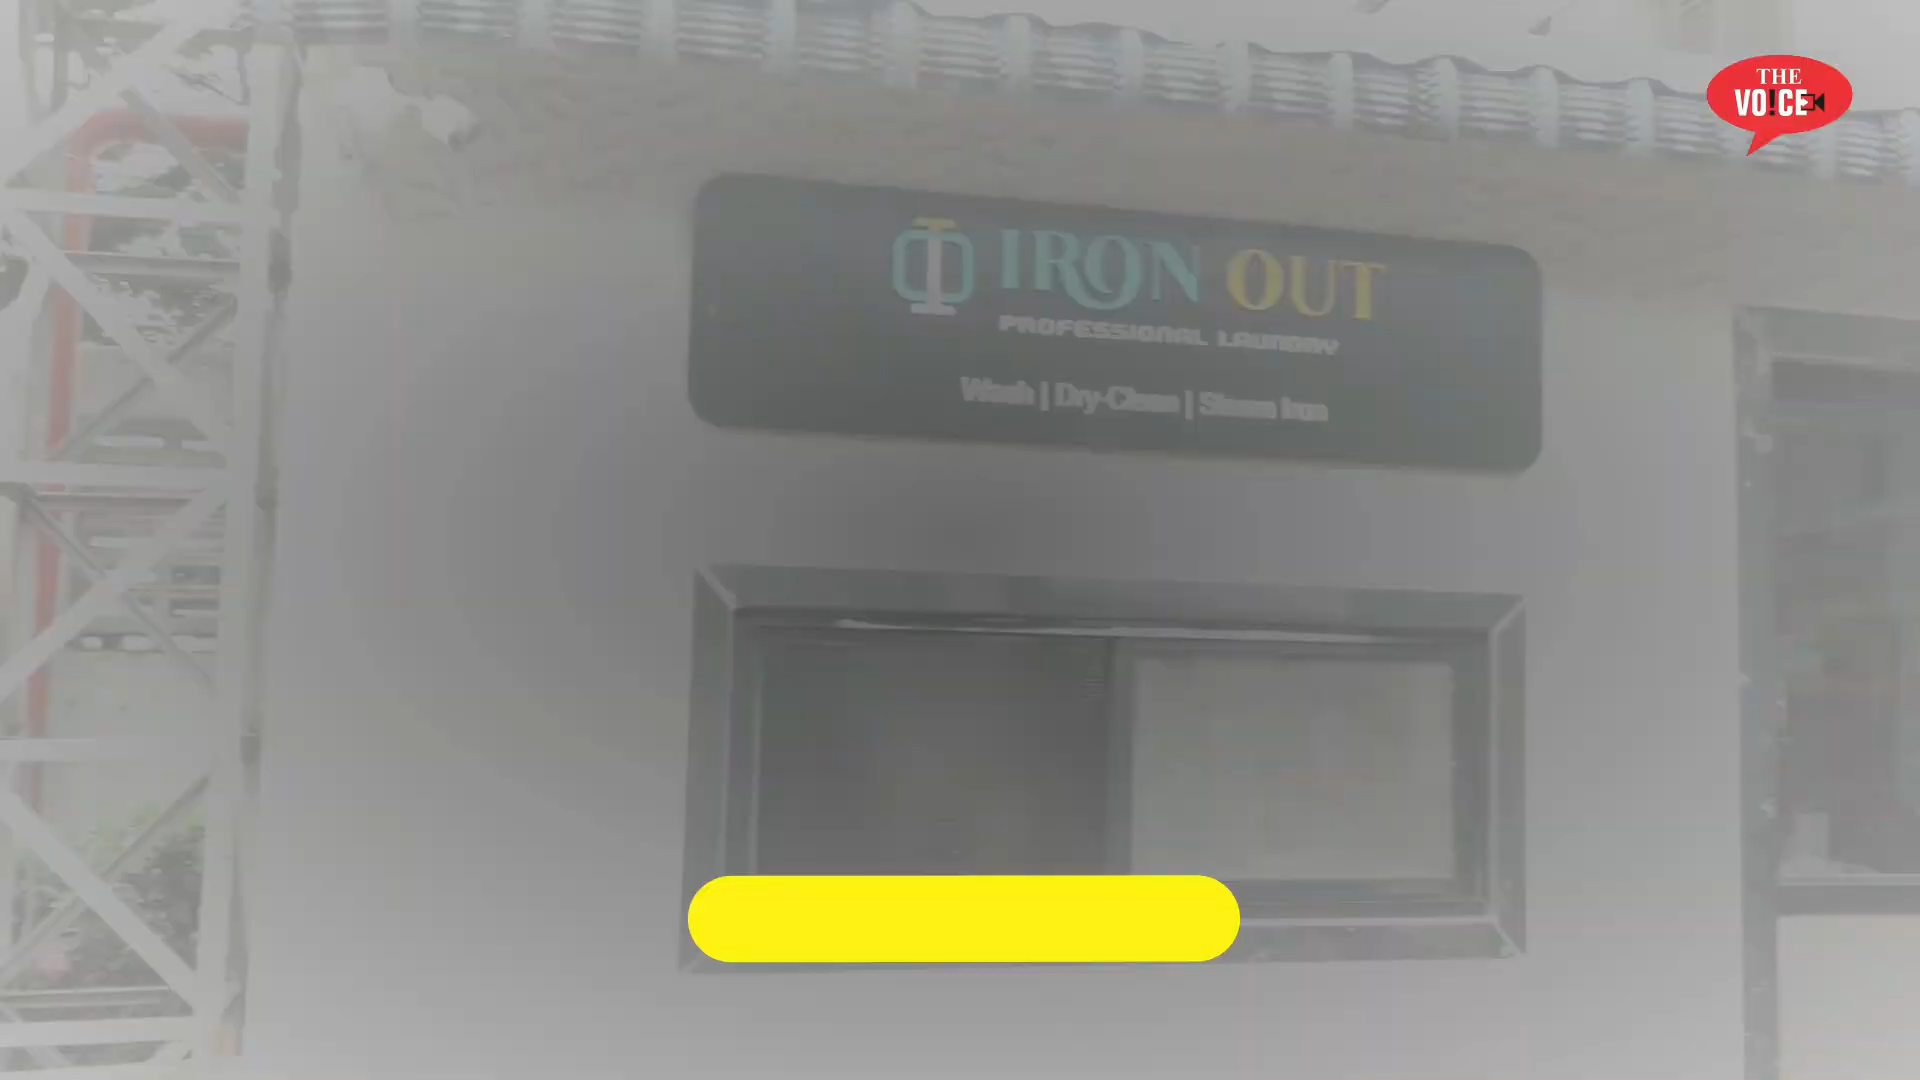 THE
VO!CE
IRON OUT
PROFESSIONAL LAUNDRY
Wash | Dry-Clean | Steam Iron